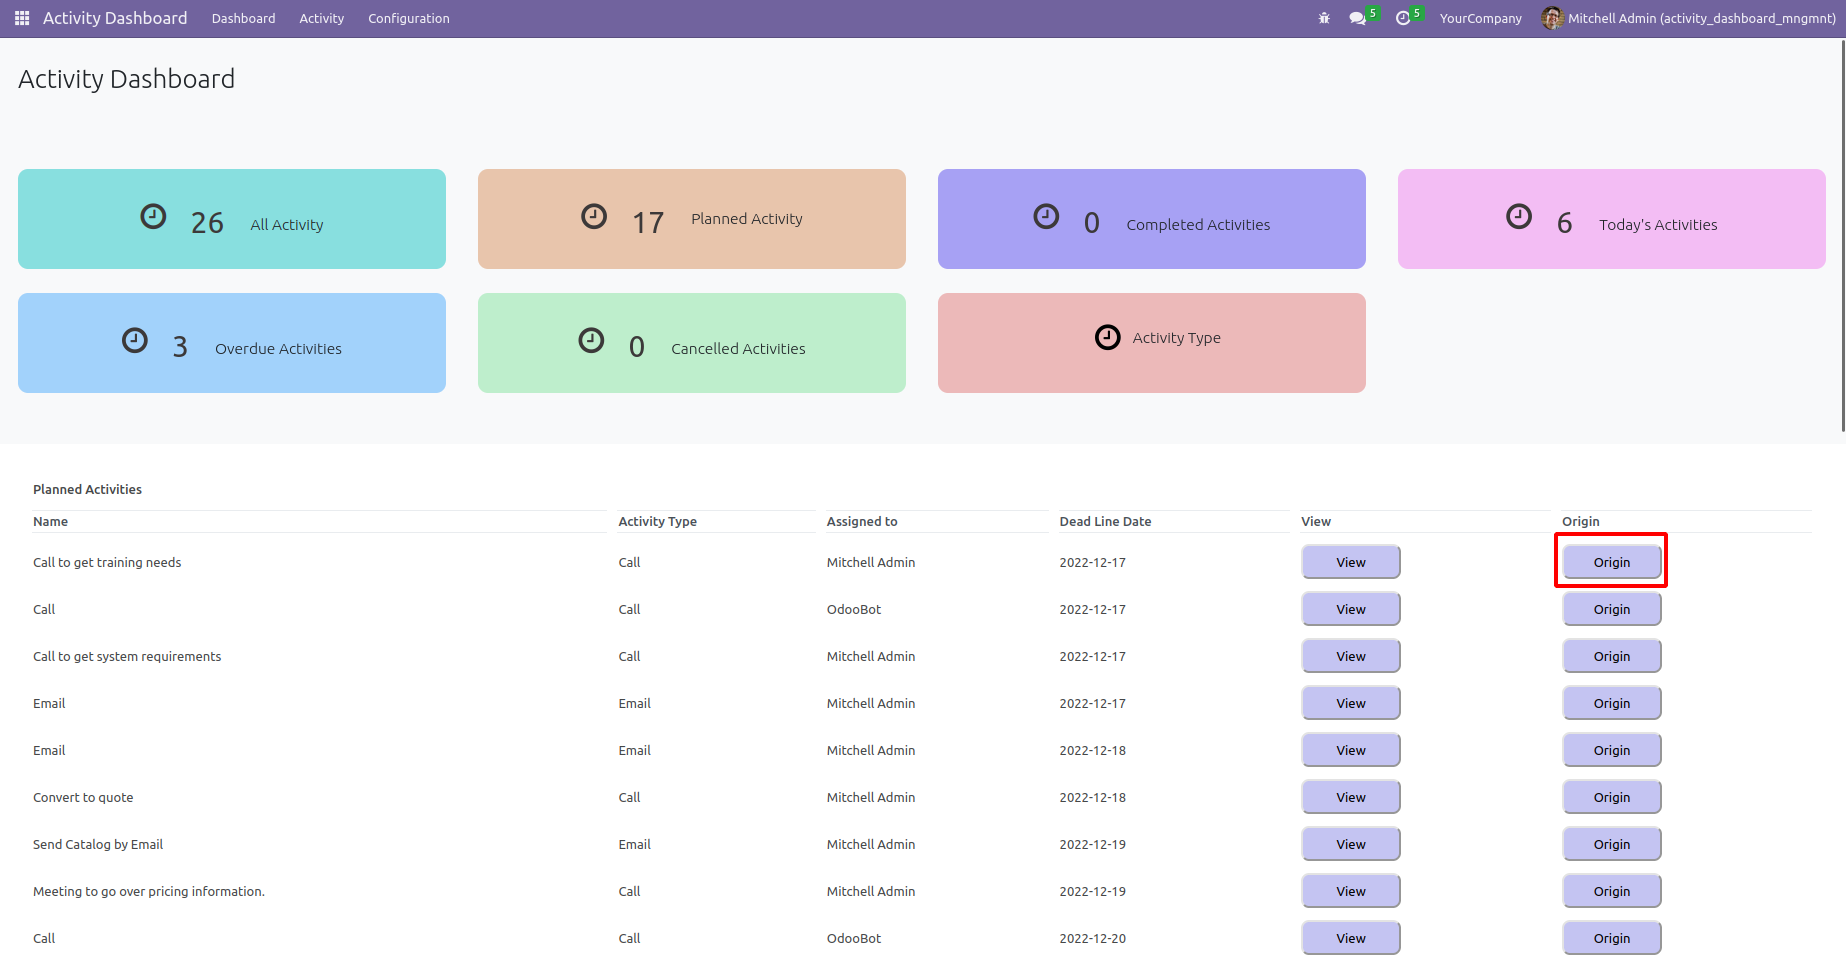 Activity Dashboard Dashboard Activity Configuration 5 5 YourCompany Mitchell Admin (activity_dashboard_mngmnt)
Activity Dashboard
26 All Activity
17 Planned Activity
0 Completed Activities
6 Today's Activities
3 Overdue Activities
0 Cancelled Activities
Activity Type
Planned Activities
Name Activity Type Assigned to Dead Line Date View Origin
Call to get training needs Call Mitchell Admin 2022-12-17 View Origin
Call Call OdooBot 2022-12-17 View Origin
Call to get system requirements Call Mitchell Admin 2022-12-17 View Origin
Email Email Mitchell Admin 2022-12-17 View Origin
Email Email Mitchell Admin 2022-12-18 View Origin
Convert to quote Call Mitchell Admin 2022-12-18 View Origin
Send Catalog by Email Email Mitchell Admin 2022-12-19 View Origin
Meeting to go over pricing information. Call Mitchell Admin 2022-12-19 View Origin
Call Call OdooBot 2022-12-20 View Origin